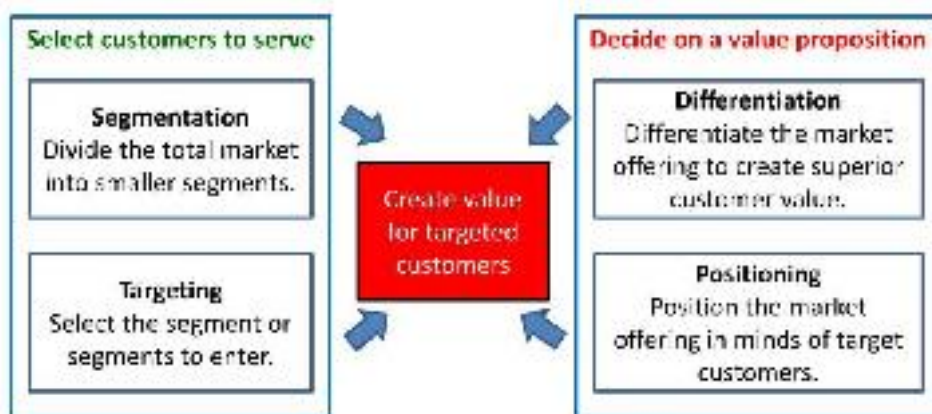 Select customers to serve
Segmentation
Divide the total market
into smaller segments.
Targeting
Select the segment or
segments to enter.
Create value
for targeted
customers
Decide on a value proposition
Differentiation
Differentiate the market
offering to create superior
customer value.
Positioning
Position the market
offering in minds of target
customers.